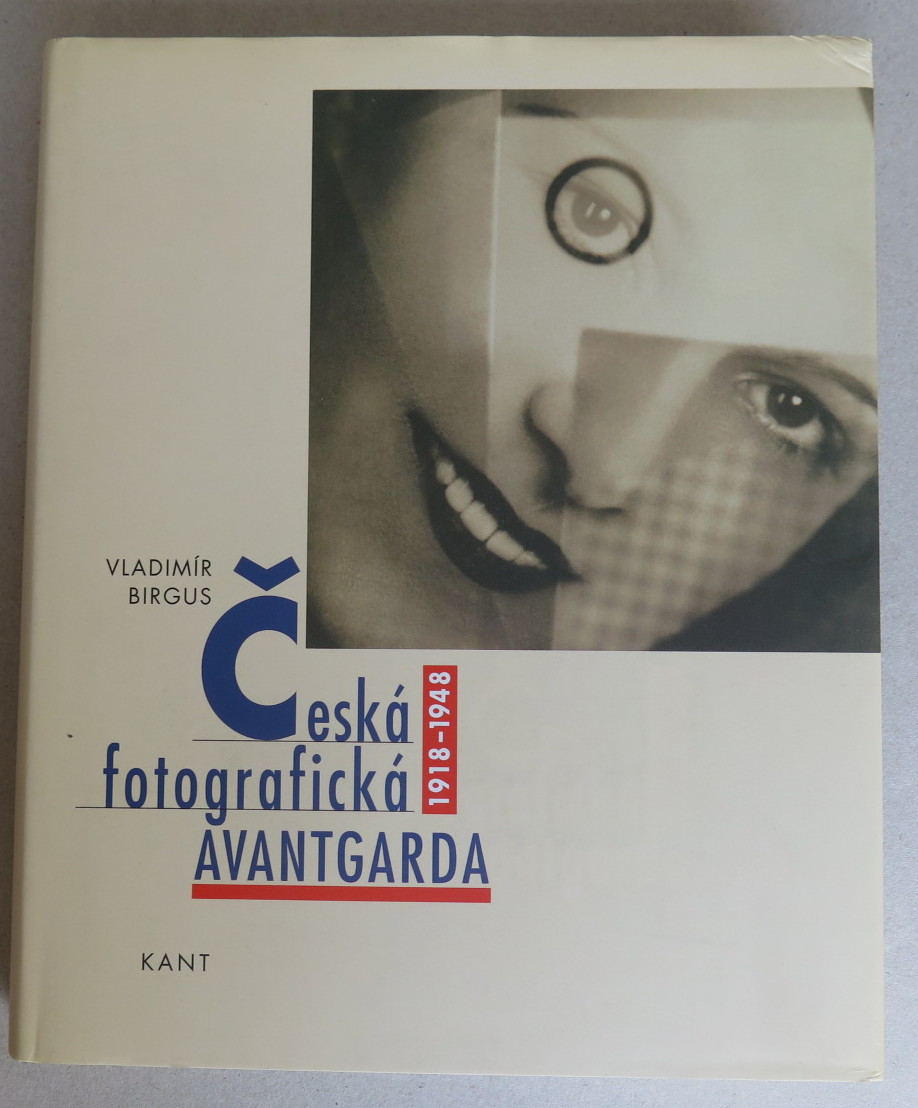 VLADIMÍR
BIRGUS
Česká
fotografická
1918–1948
AVANTGARDA
KANT